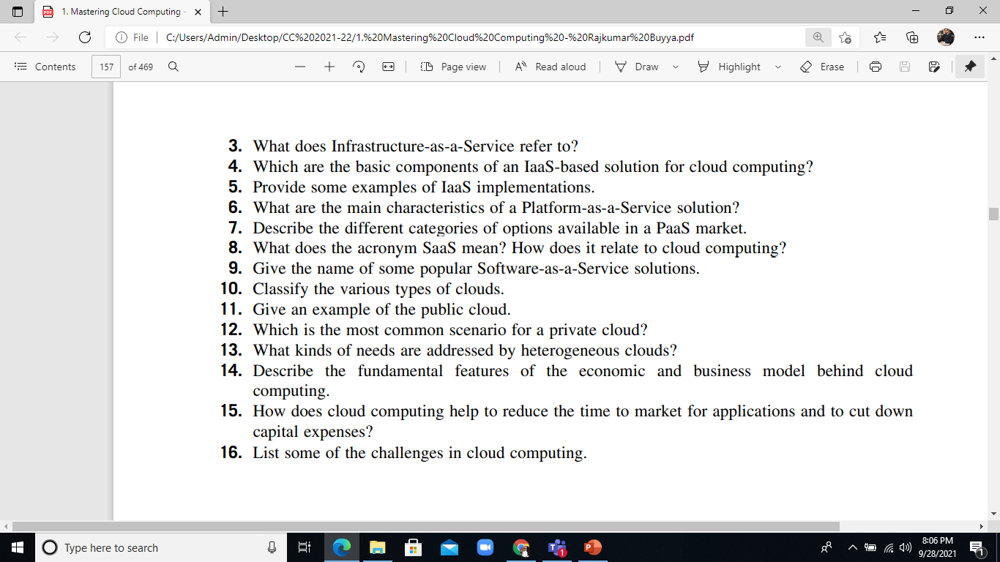 1. Mastering Cloud Computing -
File
C:/Users/Admin/Desktop/CC%202021-22/1.%20Mastering%20Cloud%20Computing%20-%20Rajkumar%20Buyya.pdf
Contents
157
of 469
Page view
Read aloud
Draw
Highlight
Erase
3. What does Infrastructure-as-a-Service refer to?
4. Which are the basic components of an IaaS-based solution for cloud computing?
5. Provide some examples of IaaS implementations.
6. What are the main characteristics of a Platform-as-a-Service solution?
7. Describe the different categories of options available in a PaaS market.
8. What does the acronym SaaS mean? How does it relate to cloud computing?
9. Give the name of some popular Software-as-a-Service solutions.
10. Classify the various types of clouds.
11. Give an example of the public cloud.
12. Which is the most common scenario for a private cloud?
13. What kinds of needs are addressed by heterogeneous clouds?
14. Describe the fundamental features of the economic and business model behind cloud
computing.
15. How does cloud computing help to reduce the time to market for applications and to cut down
capital expenses?
16. List some of the challenges in cloud computing.
Type here to search
8:06 PM
9/28/2021